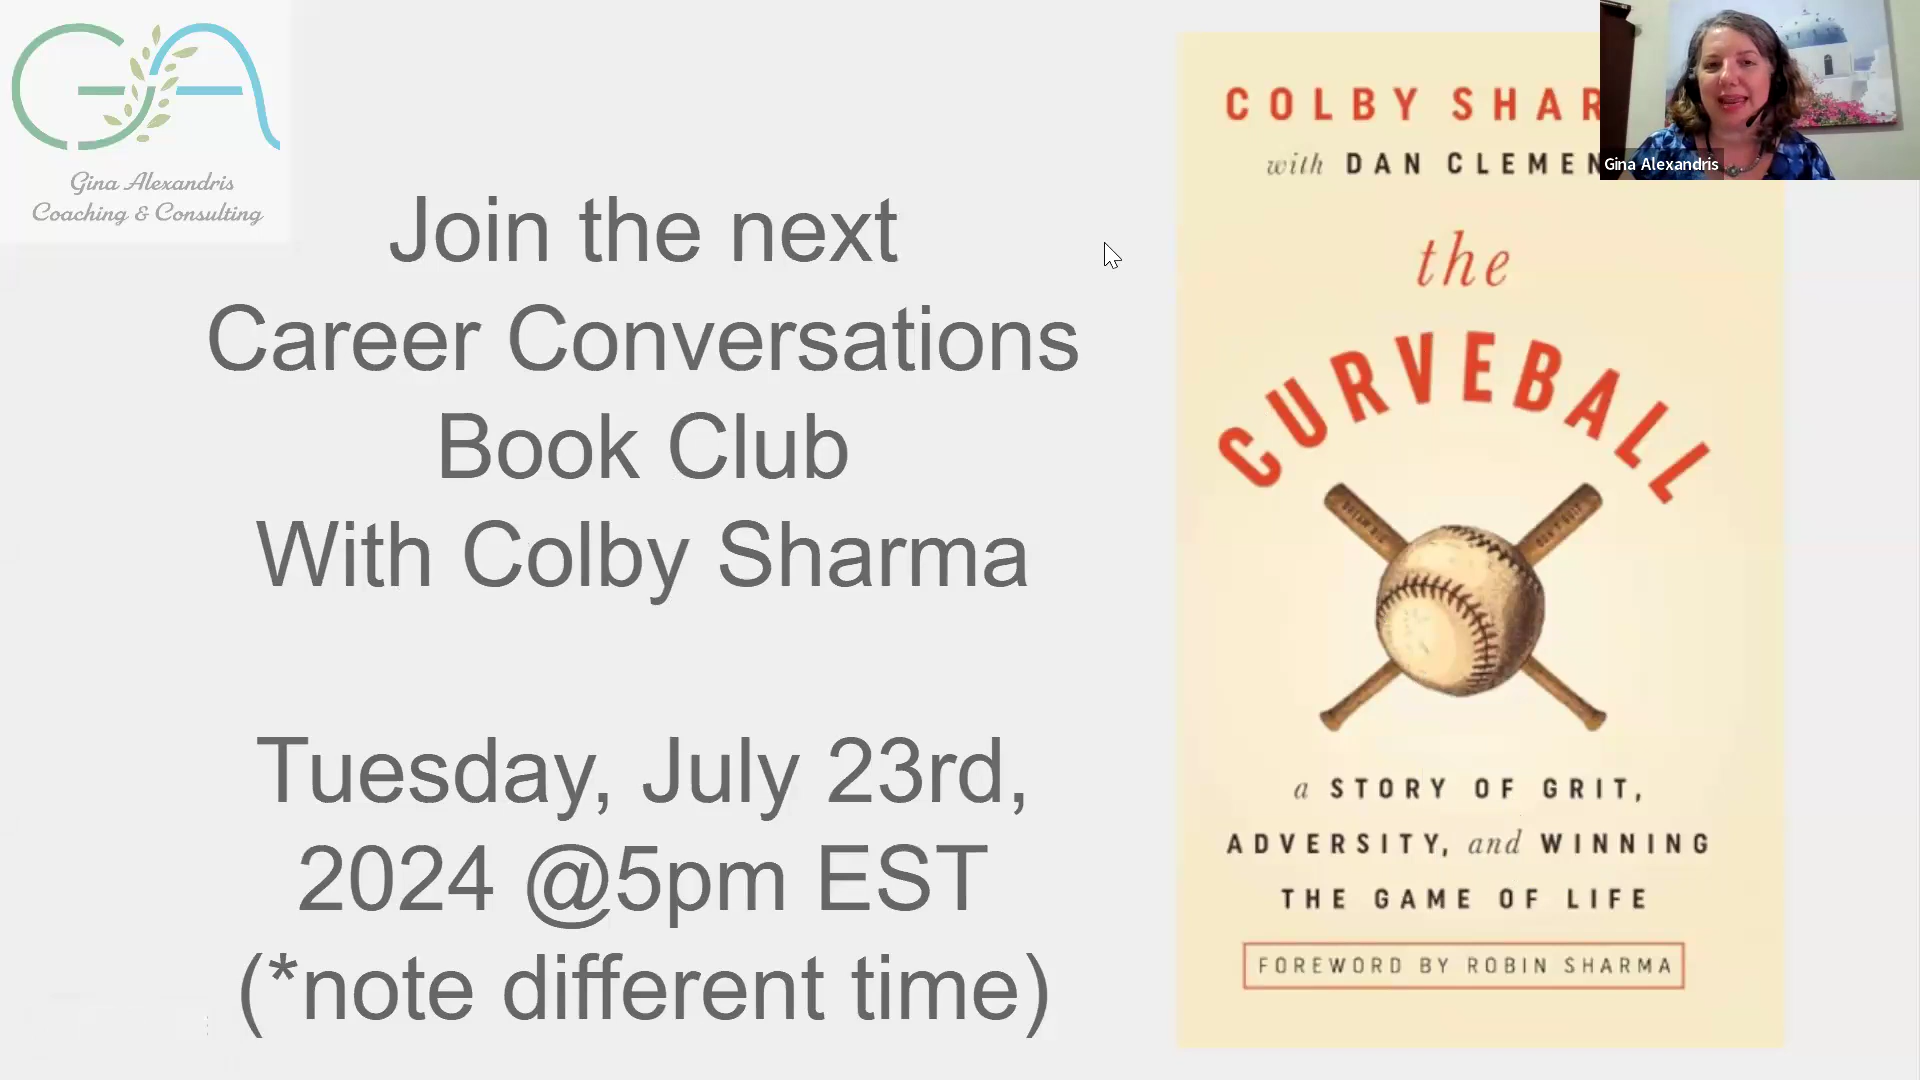 Gina Alexandris
Coaching & Consulting
Join the next
Career Conversations
Book Club
With Colby Sharma
Tuesday, July 23rd,
2024 @5pm EST
(*note different time)
COLBY SHAR
with DAN CLEMEN
the
CURVEBALL
a STORY OF GRIT,
ADVERSITY, and WINNING
THE GAME OF LIFE
FOREWORD BY ROBIN SHARMA
Gina Alexandris